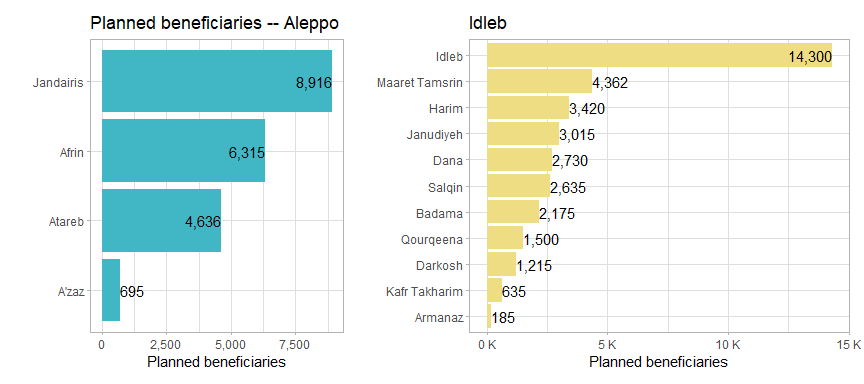 Planned beneficiaries -- Aleppo
Jandairis 8,916
Afrin 6,315
Atareb 4,636
A'zaz 695
0 2,500 5,000 7,500
Planned beneficiaries
Idleb
Idleb 14,300
Maaret Tamsrin 4,362
Harim 3,420
Janudiyeh 3,015
Dana 2,730
Salqin 2,635
Badama 2,175
Qourqeena 1,500
Darkosh 1,215
Kafr Takharim 635
Armanaz 185
0 K 5 K 10 K 15 K
Planned beneficiaries